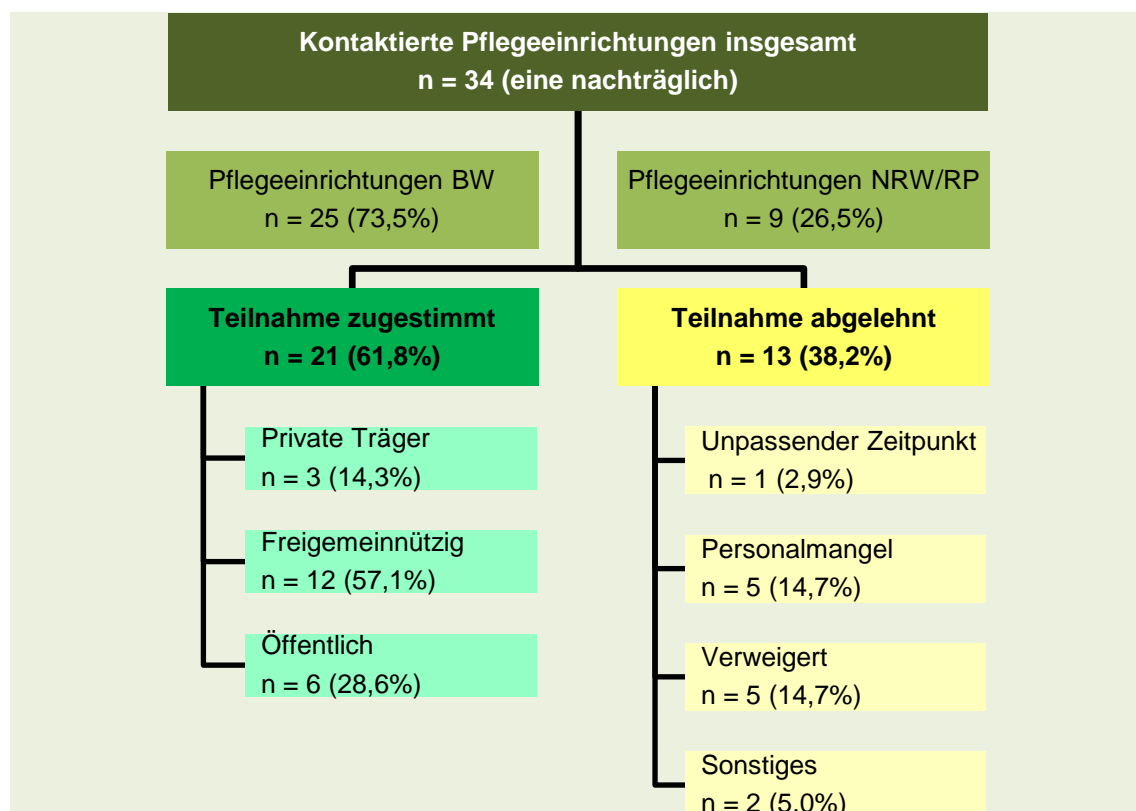 Kontaktierte Pflegeeinrichtungen insgesamt
n = 34 (eine nachträglich)
Pflegeeinrichtungen BW
n = 25 (73,5%)
Pflegeeinrichtungen NRW/RP
n = 9 (26,5%)
Teilnahme zugestimmt
n = 21 (61,8%)
Teilnahme abgelehnt
n = 13 (38,2%)
Private Träger
n = 3 (14,3%)
Freigemeinnützig
n = 12 (57,1%)
Öffentlich
n = 6 (28,6%)
Unpassender Zeitpunkt
n = 1 (2,9%)
Personalmangel
n = 5 (14,7%)
Verweigert
n = 5 (14,7%)
Sonstiges
n = 2 (5,0%)